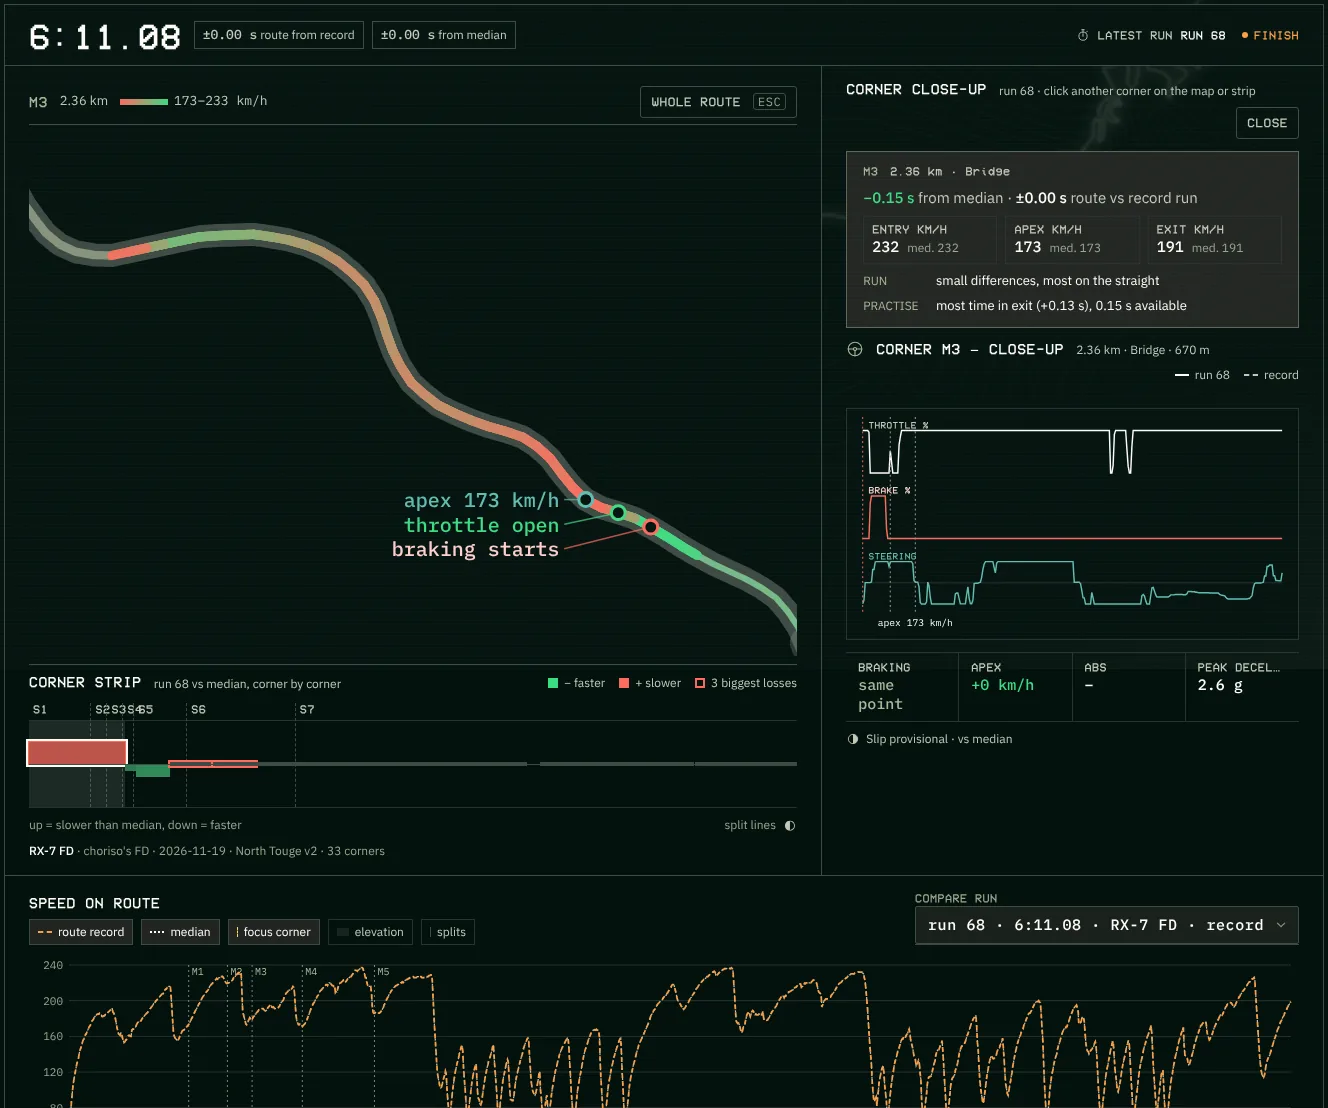 6:11.08
±0.00 s route from record
±0.00 s from median
LATEST RUN RUN 68
FINISH
M3 2.36 km 173–233 km/h
WHOLE ROUTE ESC
apex 173 km/h
throttle open
braking starts
CORNER STRIP run 68 vs median, corner by corner
− faster + slower 3 biggest losses
S1 S2 S3 S4 S5 S6 S7
up = slower than median, down = faster
split lines
RX-7 FD · choriso's FD · 2026-11-19 · North Touge v2 · 33 corners
CORNER CLOSE-UP run 68 · click another corner on the map or strip
CLOSE
M3 2.36 km · Bridge
−0.15 s from median · ±0.00 s route vs record run
ENTRY KM/H
232 med. 232
APEX KM/H
173 med. 173
EXIT KM/H
191 med. 191
RUN small differences, most on the straight
PRACTISE most time in exit (+0.13 s), 0.15 s available
CORNER M3 – CLOSE-UP 2.36 km · Bridge · 670 m
run 68 record
THROTTLE %
BRAKE %
STEERING
apex 173 km/h
BRAKING
same
point
APEX
+0 km/h
ABS
–
PEAK DECEL…
2.6 g
Slip provisional · vs median
SPEED ON ROUTE
route record
median
focus corner
elevation
splits
COMPARE RUN
run 68 · 6:11.08 · RX-7 FD · record
240
200
160
120
80
M1 M2 M3 M4 M5